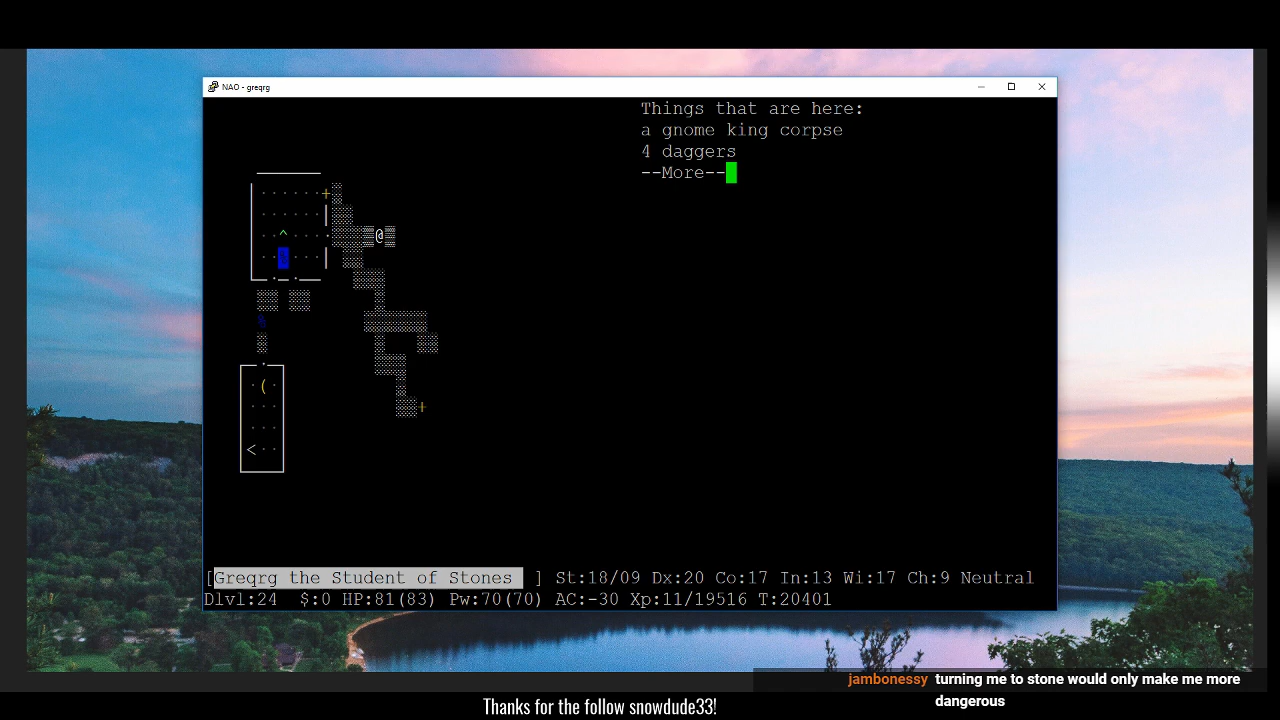 NAO - greqrg
Things that are here:
a gnome king corpse
4 daggers
--More--
[Greqrg the Student of Stones ] St:18/09 Dx:20 Co:17 In:13 Wi:17 Ch:9 Neutral
Dlvl:24 $:0 HP:81(83) Pw:70(70) AC:-30 Xp:11/19516 T:20401
jambonessy turning me to stone would only make me more
dangerous
Thanks for the follow snowdude33!